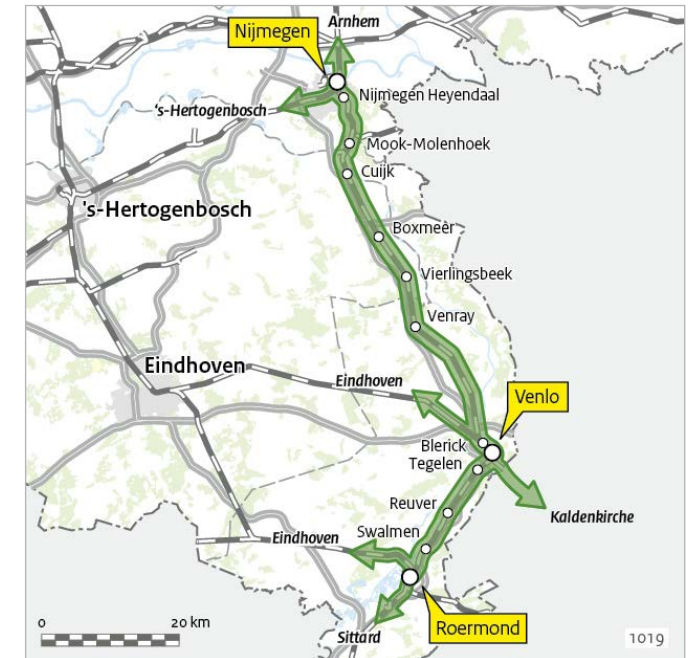 Arnhem
Nijmegen
Nijmegen Heyendaal
's-Hertogenbosch
Mook-Molenhoek
Cuijk
's-Hertogenbosch
Boxmeer
Vierlingsbeek
Venray
Eindhoven
Eindhoven
Venlo
Blerick
Tegelen
Reuver
Kaldenkirche
Swalmen
Eindhoven
Roermond
Sittard
0 20 km
1019